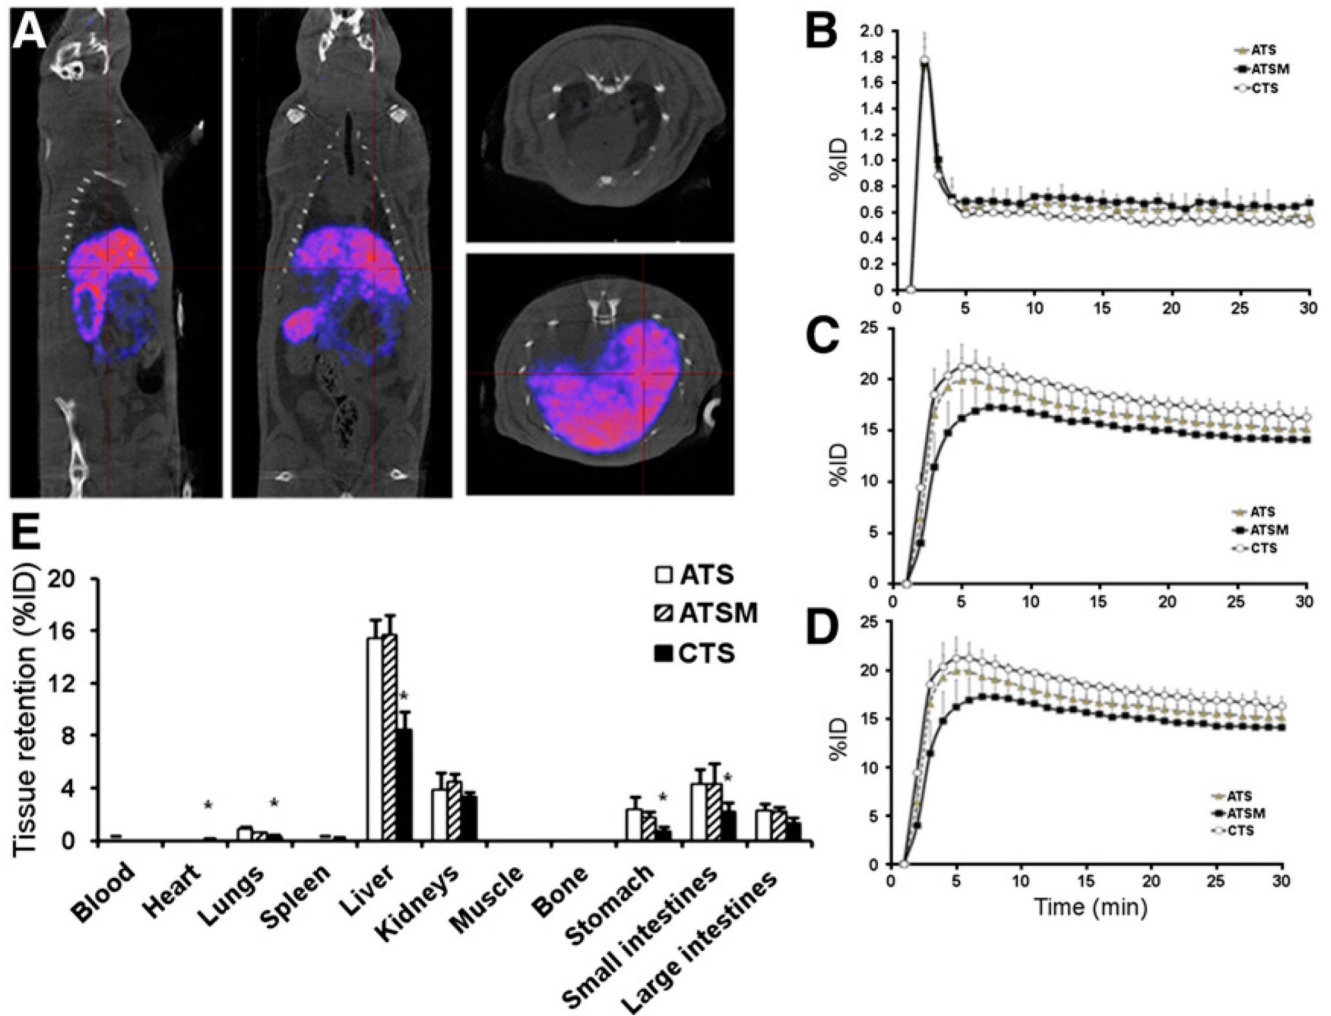 A
B
%ID
2.0
1.8
1.6
1.4
1.2
1.0
0.8
0.6
0.4
0.2
0
0 5 10 15 20 25 30
ATS
ATSM
CTS
C
%ID
25
20
15
10
5
0
0 5 10 15 20 25 30
ATS
ATSM
CTS
D
%ID
25
20
15
10
5
0
0 5 10 15 20 25 30
Time (min)
ATS
ATSM
CTS
E
Tissue retention (%ID)
20
16
12
8
4
0
ATS
ATSM
CTS
*
*
*
*
*
Blood
Heart
Lungs
Spleen
Liver
Kidneys
Muscle
Bone
Stomach
Small intestines
Large intestines